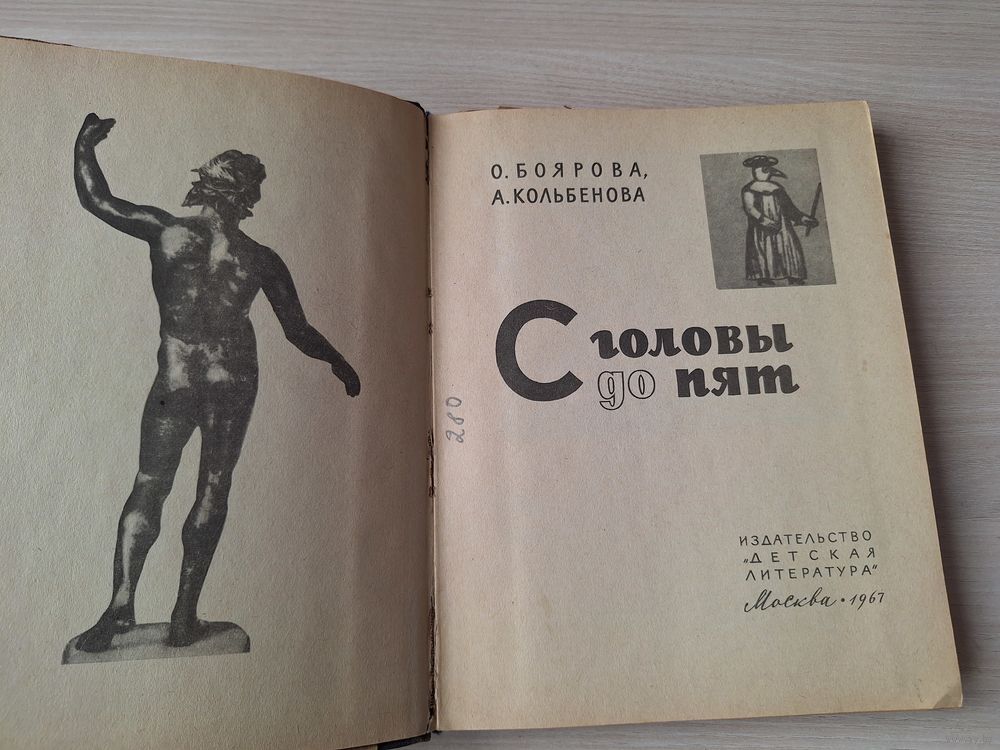 О. БОЯРОВА,
А. КОЛЬБЕНОВА
С головы
до пят
280
ИЗДАТЕЛЬСТВО
„ДЕТСКАЯ
ЛИТЕРАТУРА“
Москва • 1967